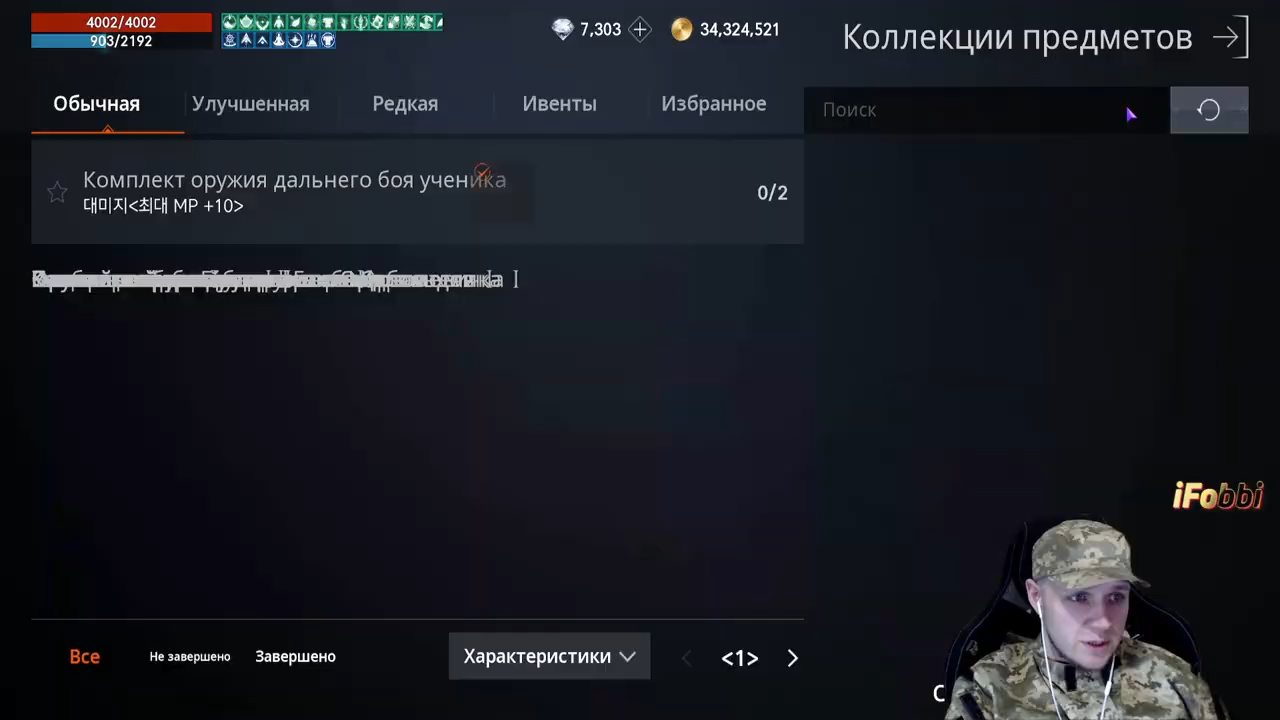 4002/4002
903/2192
7,303
34,324,521
Коллекции предметов
Обычная
Улучшенная
Редкая
Ивенты
Избранное
Поиск
Комплект оружия дальнего боя ученика
대미지<최대 MP +10>
0/2
iFobbi
Все
Не завершено
Завершено
Характеристики
<1>
С